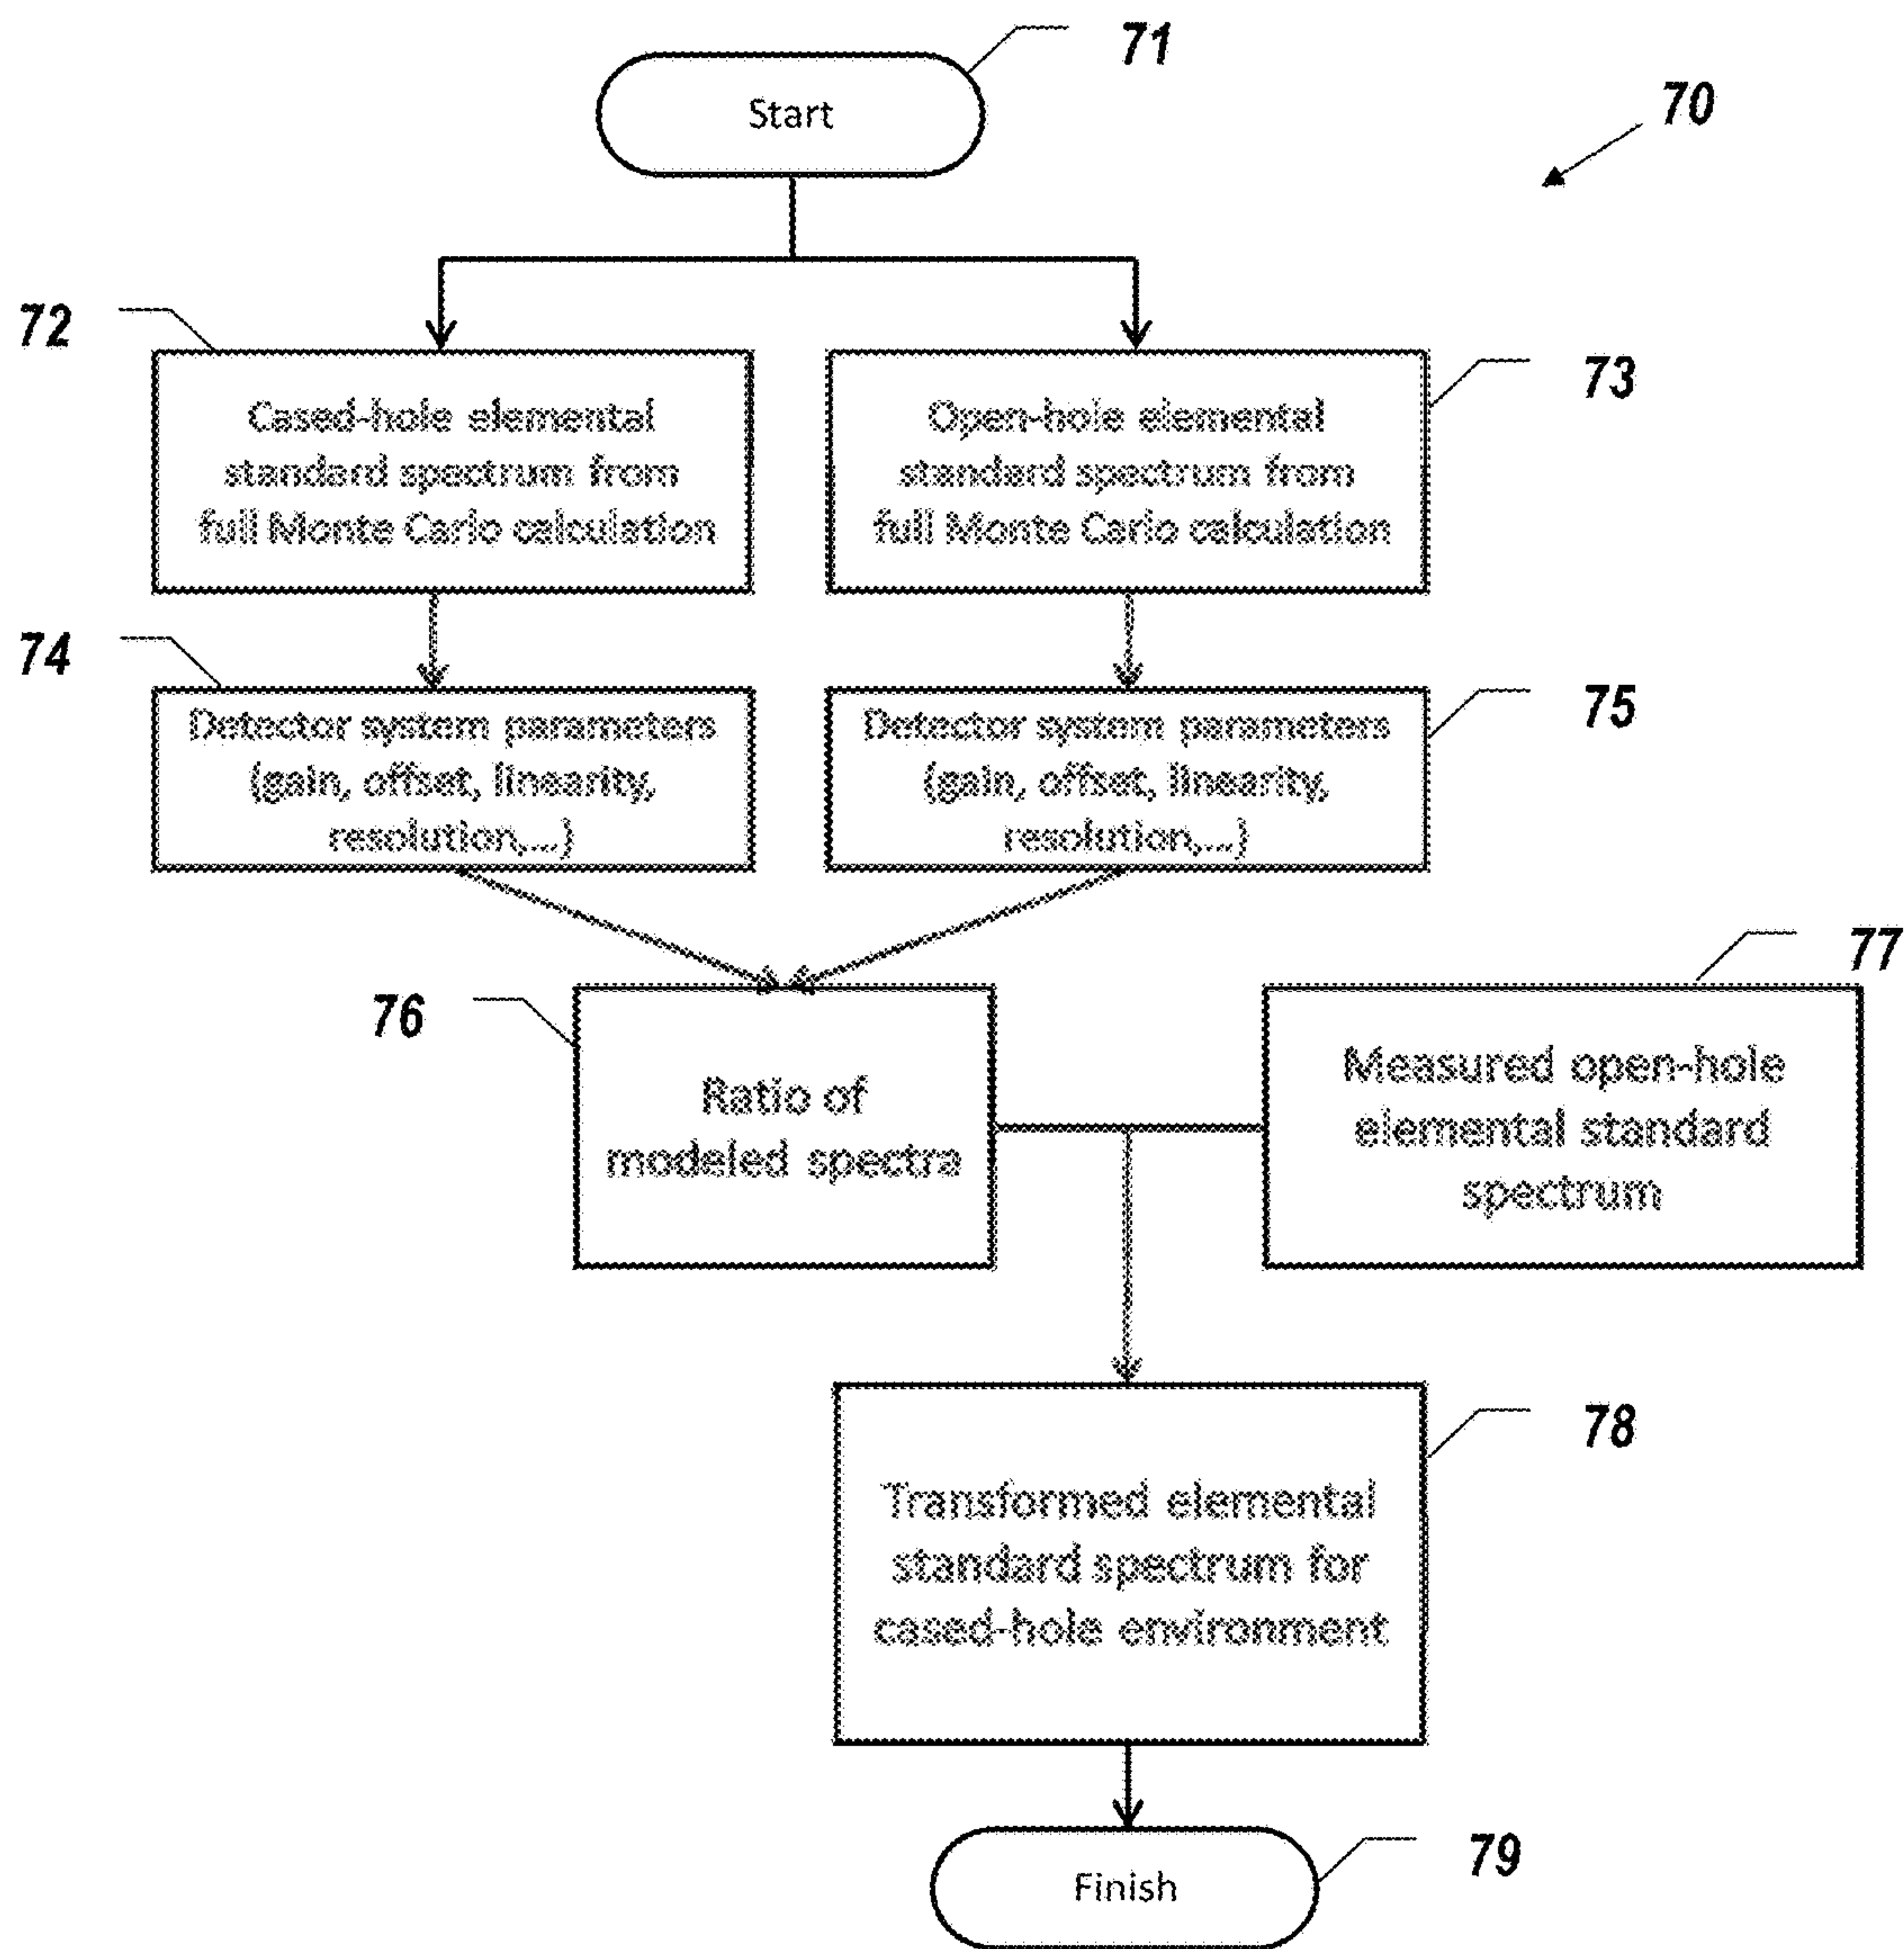 71
Start
70
72
Cased-hole elemental
standard spectrum from
full Monte Carlo calculation
73
Open-hole elemental
standard spectrum from
full Monte Carlo calculation
74
Detector system parameters
(gain, offset, linearity,
resolution,...)
75
Detector system parameters
(gain, offset, linearity,
resolution,...)
76
Ratio of
modeled spectra
77
Measured open-hole
elemental standard
spectrum
78
Transformed elemental
standard spectrum for
cased-hole environment
79
Finish